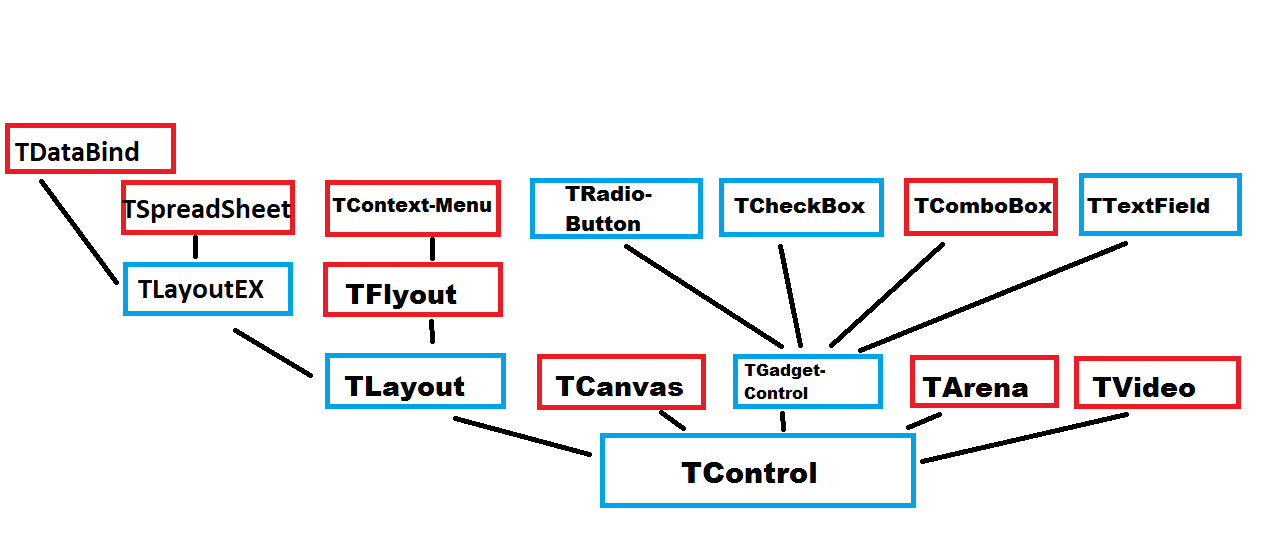 TDataBind
TSpreadSheet
TContext-Menu
TRadio-
Button
TCheckBox
TComboBox
TTextField
TLayoutEX
TFlyout
TLayout
TCanvas
TGadget-
Control
TArena
TVideo
TControl